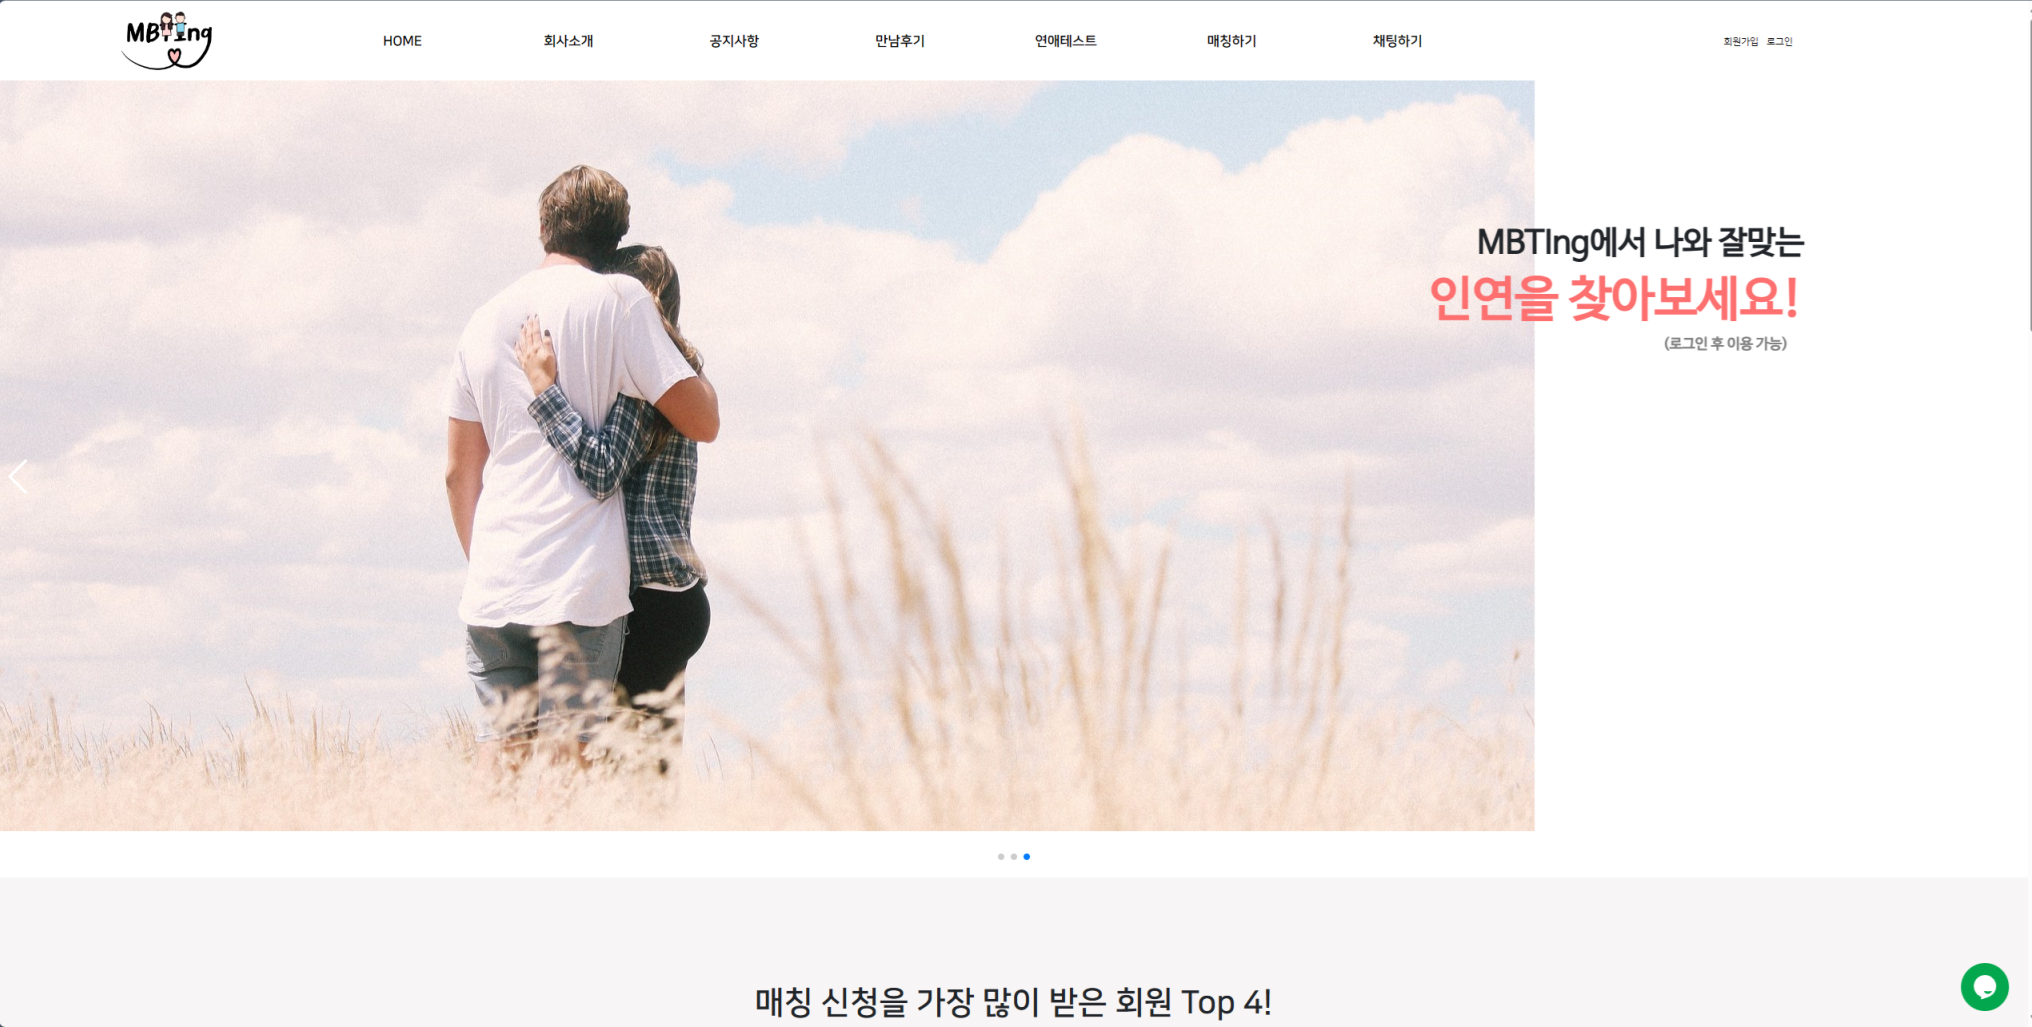 MBTIng
HOME
회사소개
공지사항
만남후기
연애테스트
매칭하기
채팅하기
회원가입
로그인
MBTIng에서 나와 잘맞는
인연을 찾아보세요!
(로그인 후 이용 가능)
매칭 신청을 가장 많이 받은 회원 Top 4!